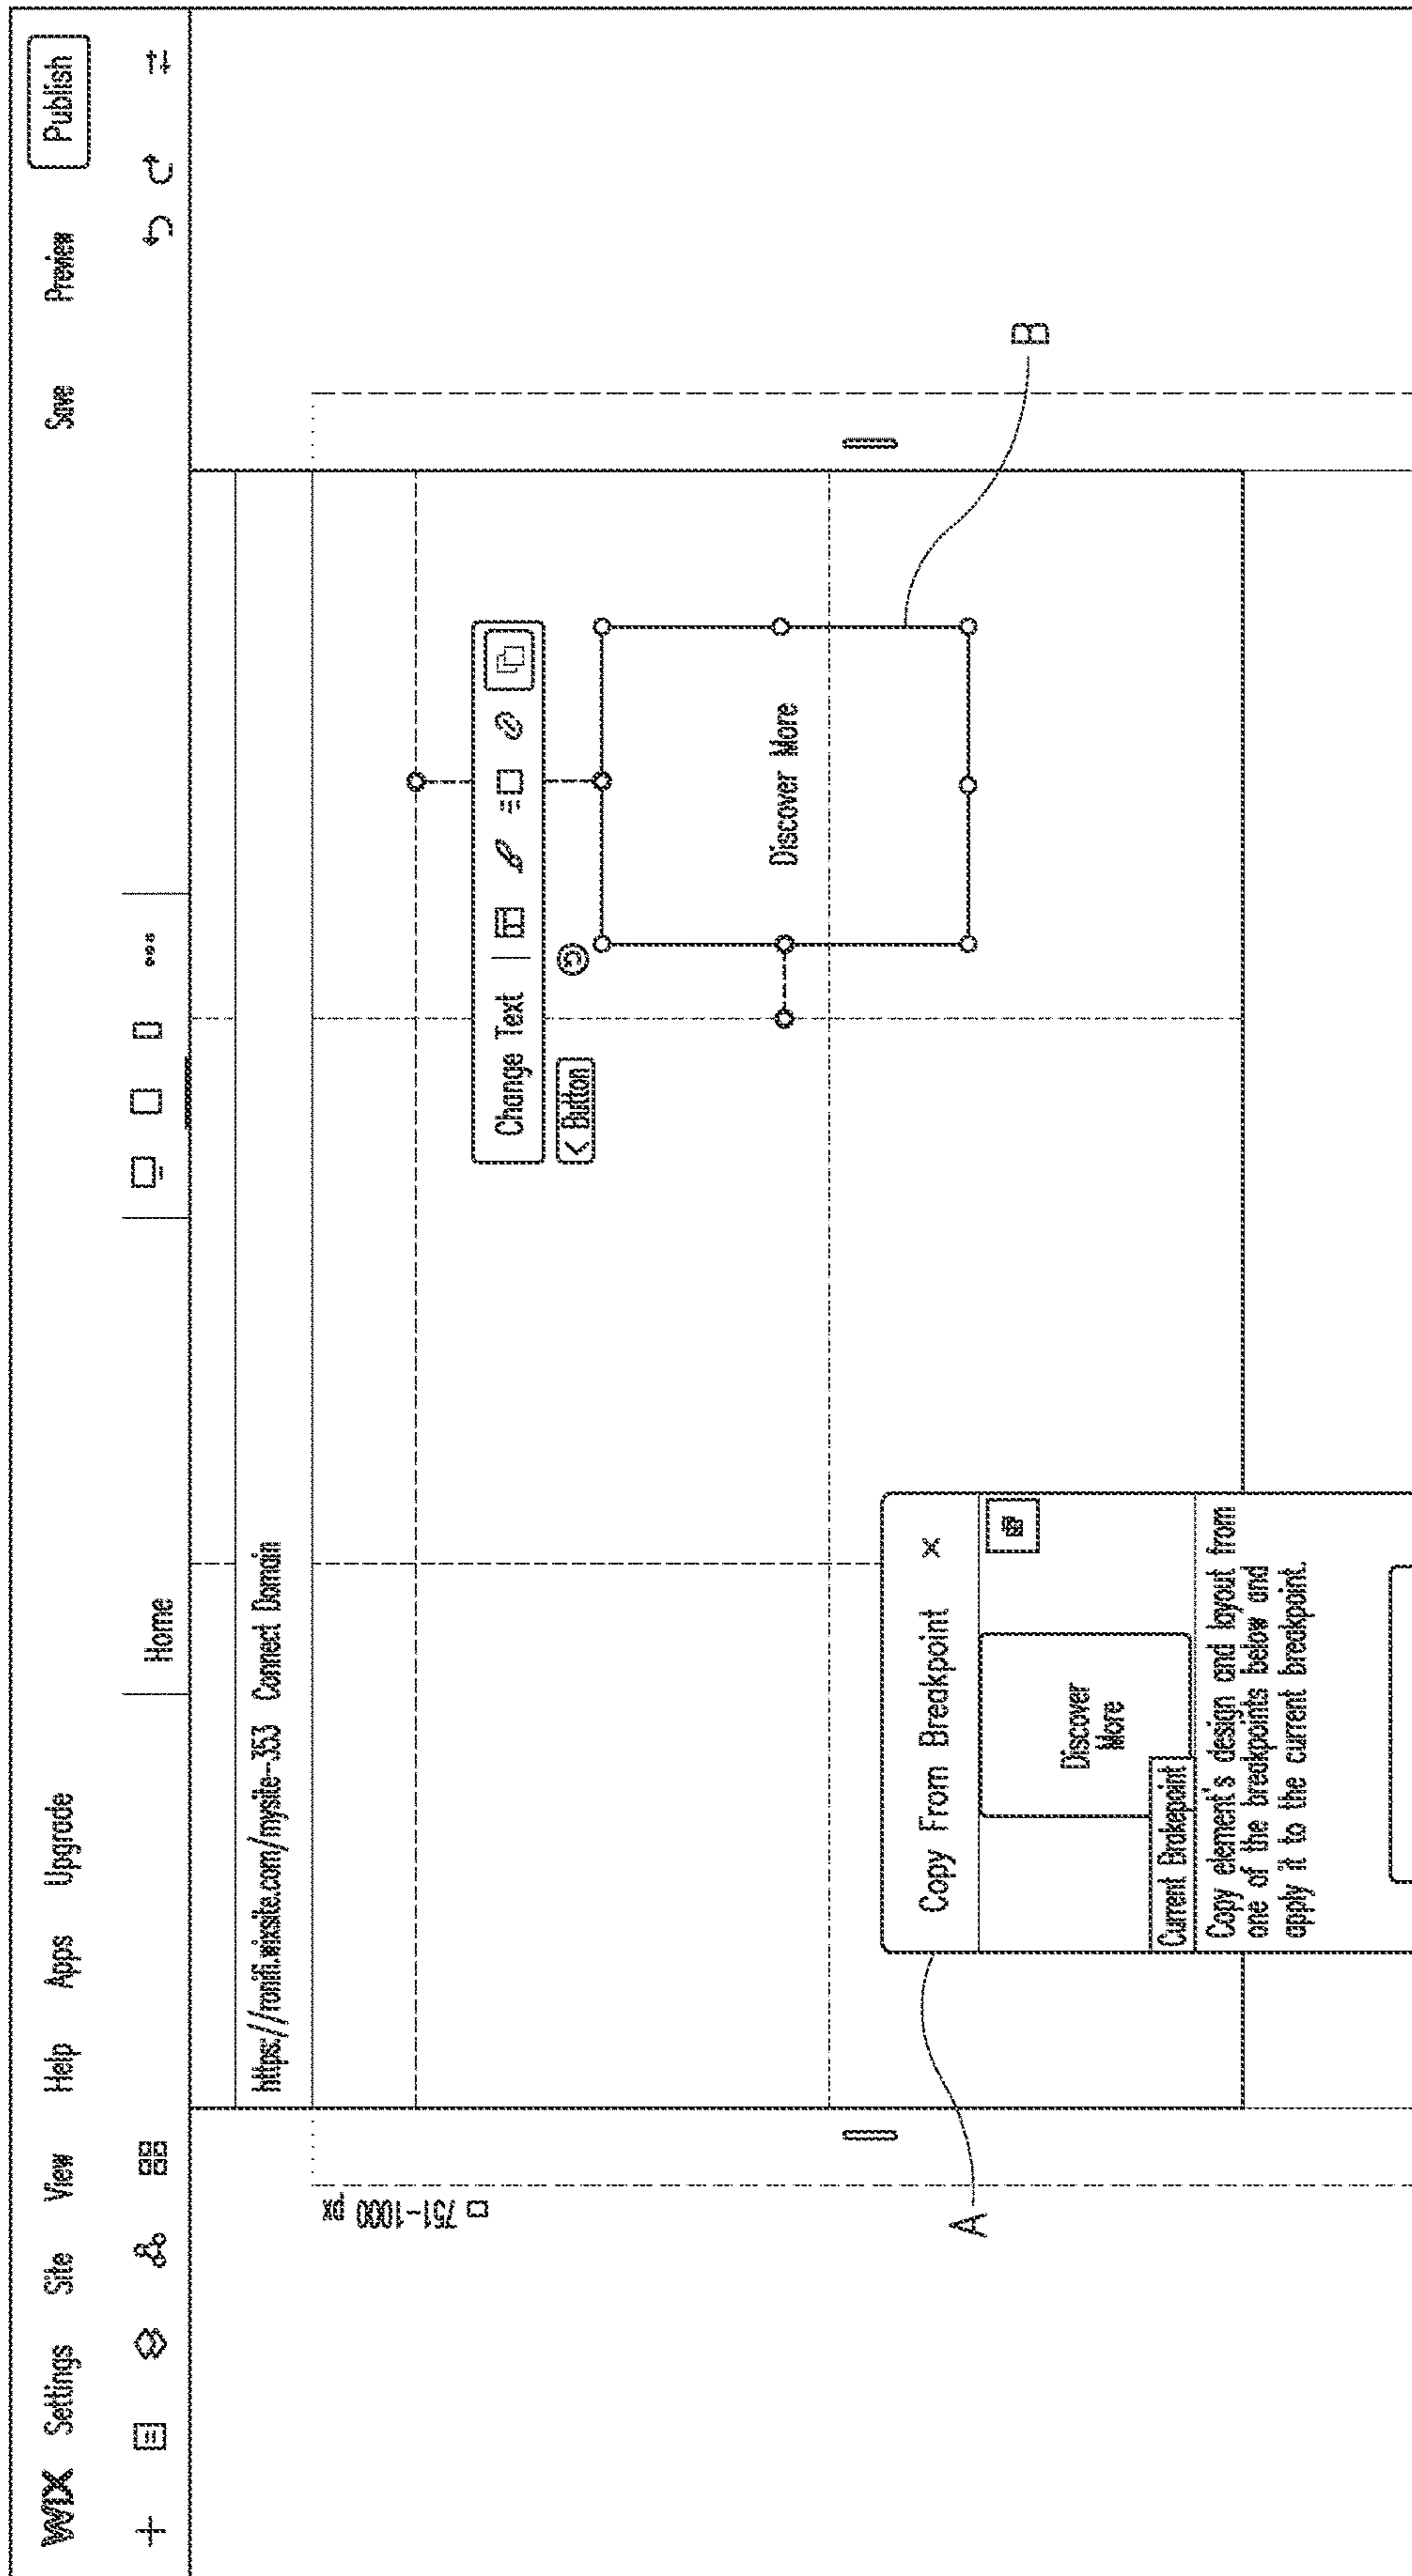 WIX Settings Site View Help Apps Upgrade Save Preview Publish
Home
https://ronifi.wixsite.com/mysite-353 Connect Domain
751-1000 px
Change Text
< Button
G
Discover More
B
A
Copy From Breakpoint X
Discover
More
Current Brakepoint
Copy element's design and layout from
one of the breakpoints below and
apply it to the current breakpoint.